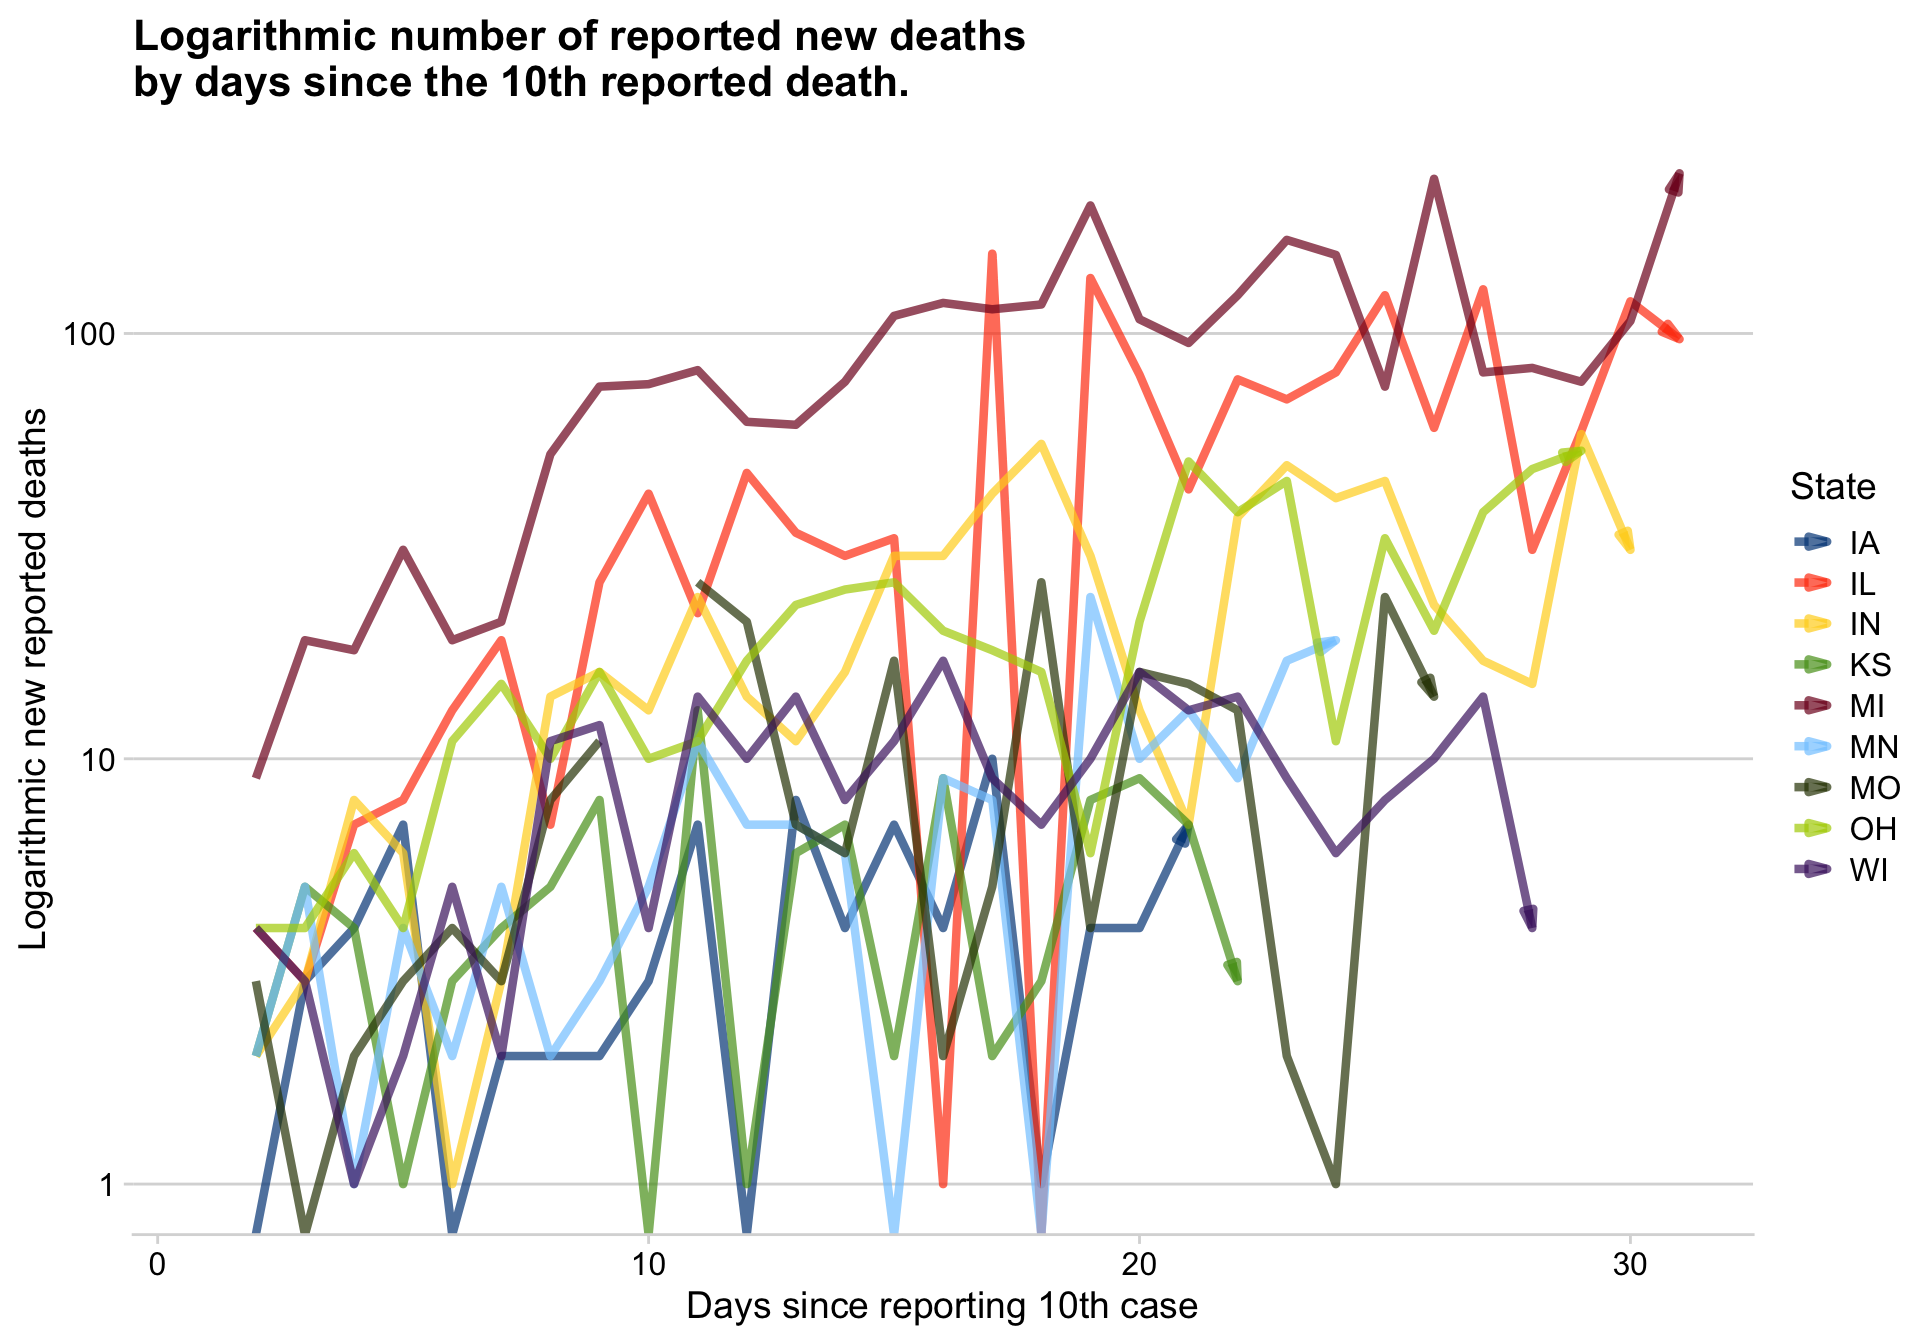 Logarithmic number of reported new deaths
by days since the 10th reported death.
Logarithmic new reported deaths
100
10
1
0
10
20
30
Days since reporting 10th case
State
IA
IL
IN
KS
MI
MN
MO
OH
WI